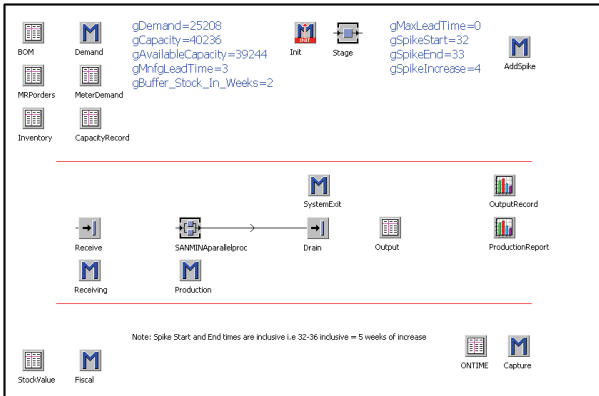 gDemand=25208
gCapacity=40236
gAvailableCapacity=39244
gMnfgLeadTime=3
gBuffer_Stock_In_Weeks=2
gMaxLeadTime=0
gSpikeStart=32
gSpikeEnd=33
gSpikeIncrease=4
BOM
M
Demand
M
INIT
Init
Stage
M
AddSpike
MRPorders
MeterDemand
Inventory
CapacityRecord
M
SystemExit
OutputRecord
Receive
SANMINAparallelproc
Drain
Output
ProductionReport
M
Receiving
M
Production
Note: Spike Start and End times are inclusive i.e 32-36 inclusive = 5 weeks of increase
StockValue
M
Fiscal
ONTIME
M
Capture